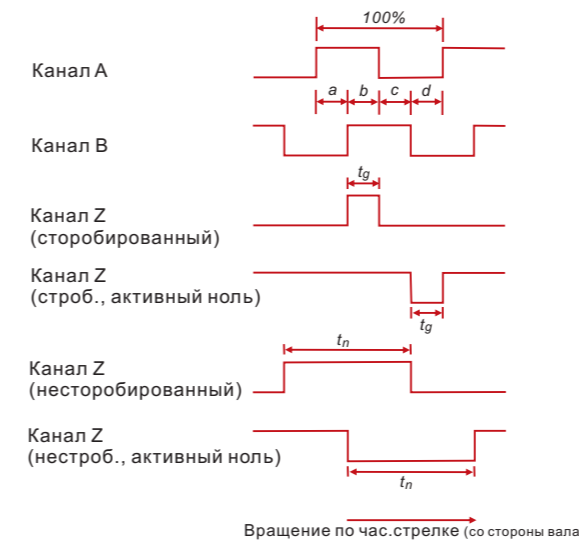 100%
Канал A
a b c d
Канал B
tg
Канал Z
(сторобированный)
Канал Z
(строб., активный ноль)
tg
tn
Канал Z
(несторобированный)
Канал Z
(нестроб., активный ноль)
tn
Вращение по час.стрелке (со стороны вала